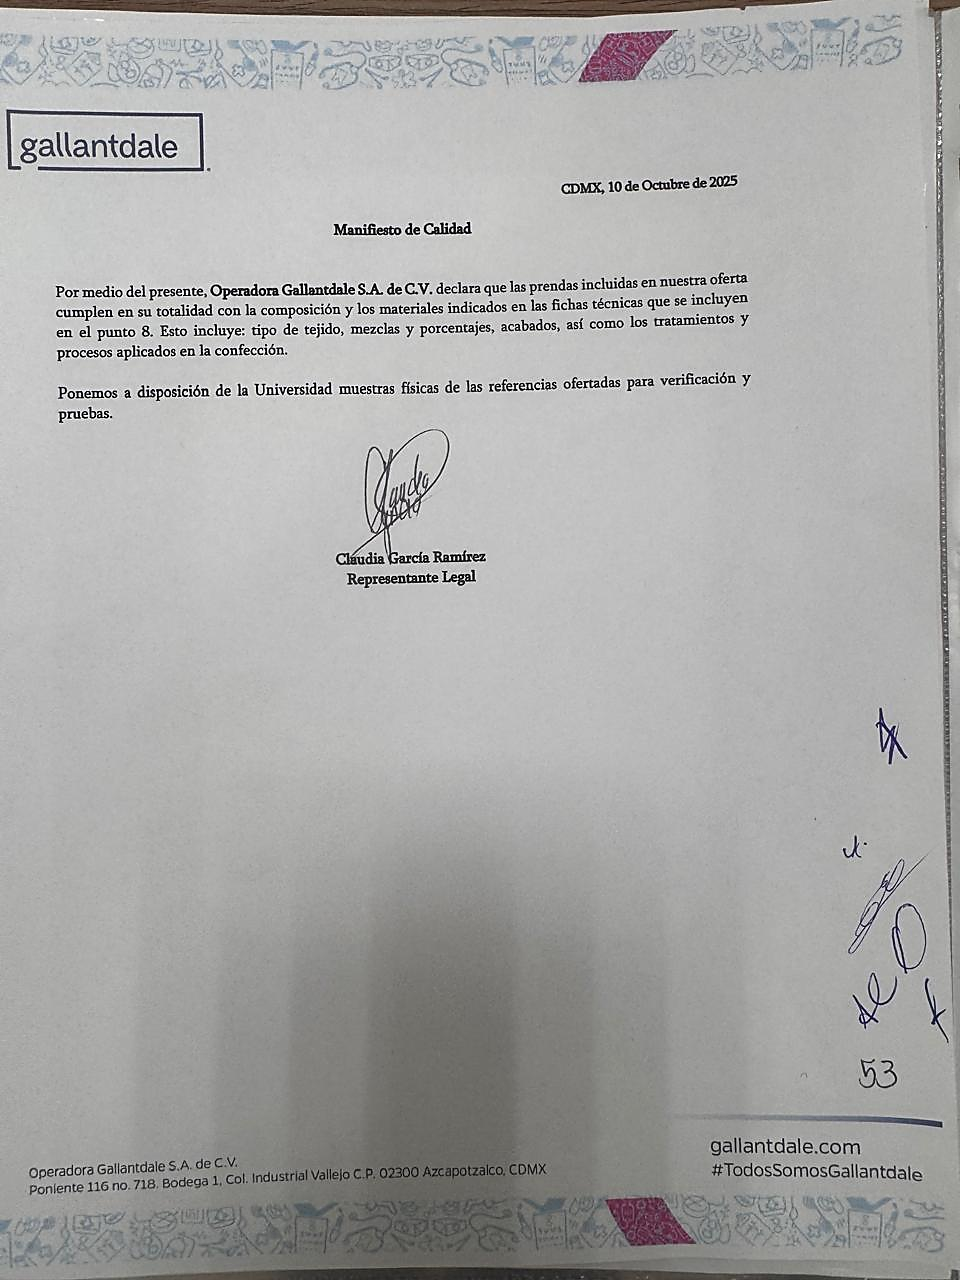 gallantdale
CDMX, 10 de Octubre de 2025
Manifiesto de Calidad
Por medio del presente, Operadora Gallantdale S.A. de C.V. declara que las prendas incluidas en nuestra oferta
cumplen en su totalidad con la composición y los materiales indicados en las fichas técnicas que se incluyen
en el punto 8. Esto incluye: tipo de tejido, mezclas y porcentajes, acabados, así como los tratamientos y
procesos aplicados en la confección.
Ponemos a disposición de la Universidad muestras físicas de las referencias ofertadas para verificación y
pruebas.
Claudia García Ramírez
Representante Legal
53
gallantdale.com
#TodosSomosGallantdale
Operadora Gallantdale S.A. de C.V.
Poniente 116 no. 718, Bodega 1, Col. Industrial Vallejo C.P. 02300 Azcapotzalco, CDMX